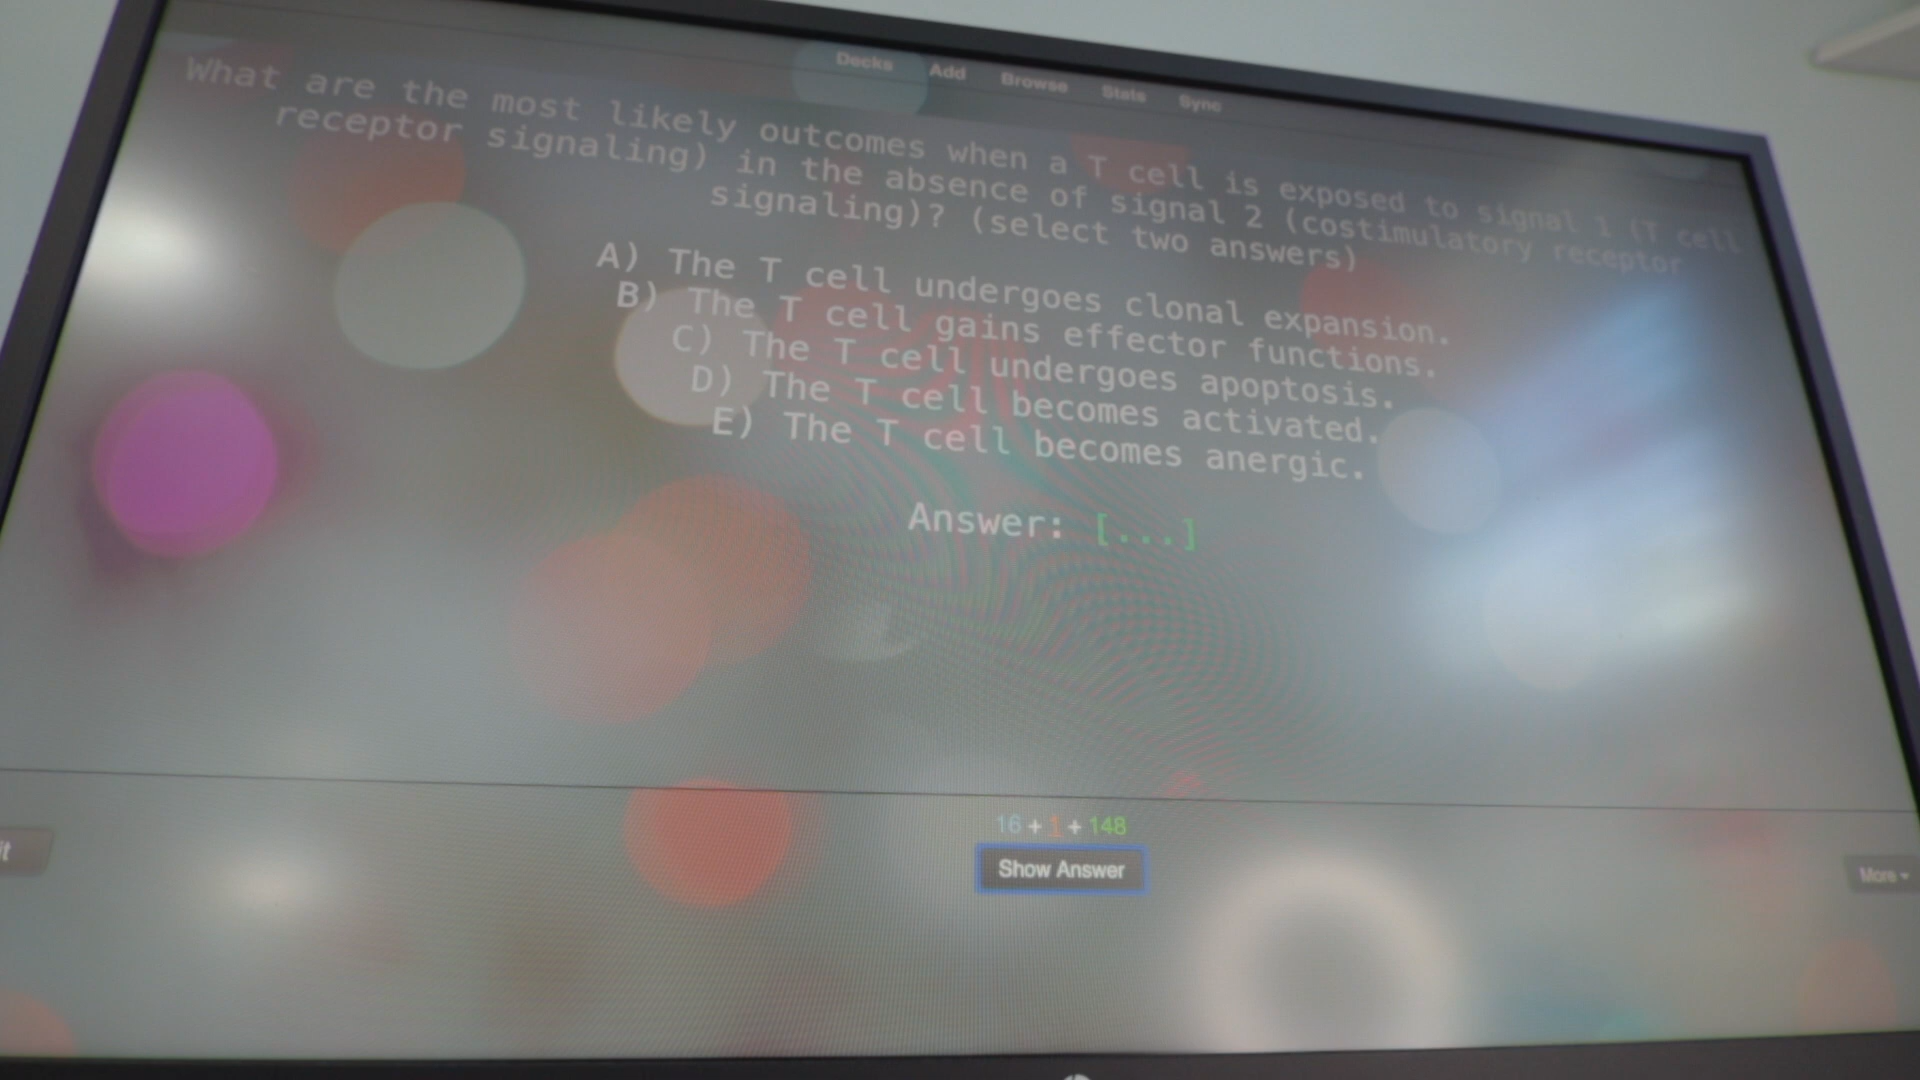 Decks Add Browse Stats Sync
What are the most likely outcomes when a T cell is exposed to signal 1 (T cell
receptor signaling) in the absence of signal 2 (costimulatory receptor
signaling)? (select two answers)
A) The T cell undergoes clonal expansion.
B) The T cell gains effector functions.
C) The T cell undergoes apoptosis.
D) The T cell becomes activated.
E) The T cell becomes anergic.
Answer: [...]
16 + 1 + 148
it Show Answer More